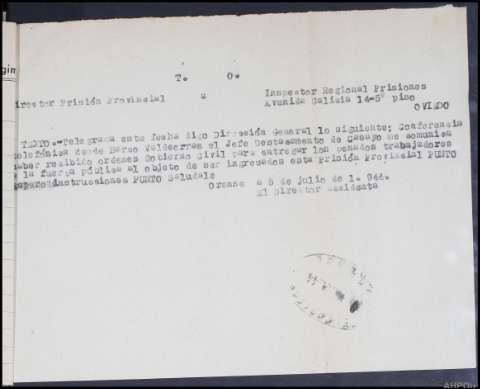 T. O.
Director Prisión Provincial a Inspector Regional Prisiones
Avenida Galicia 14-5º piso
OVIEDO
TEXTO.-Telegrama esta fecha digo Dirección General lo siguiente; Conferencia
telefónica desde Barco Valdeorras el Jefe Destacamento de Casayo me comunica
haber recibido ordenes Gobierno Civil para entregar los penados trabajadores
a la fuerza pública al objeto de ser ingresados esta Prisión Provincial PUNTO
Espero instrucciones PUNTO Saludale
Orense a 5 de julio de 1.944.
El Director
AHPOu